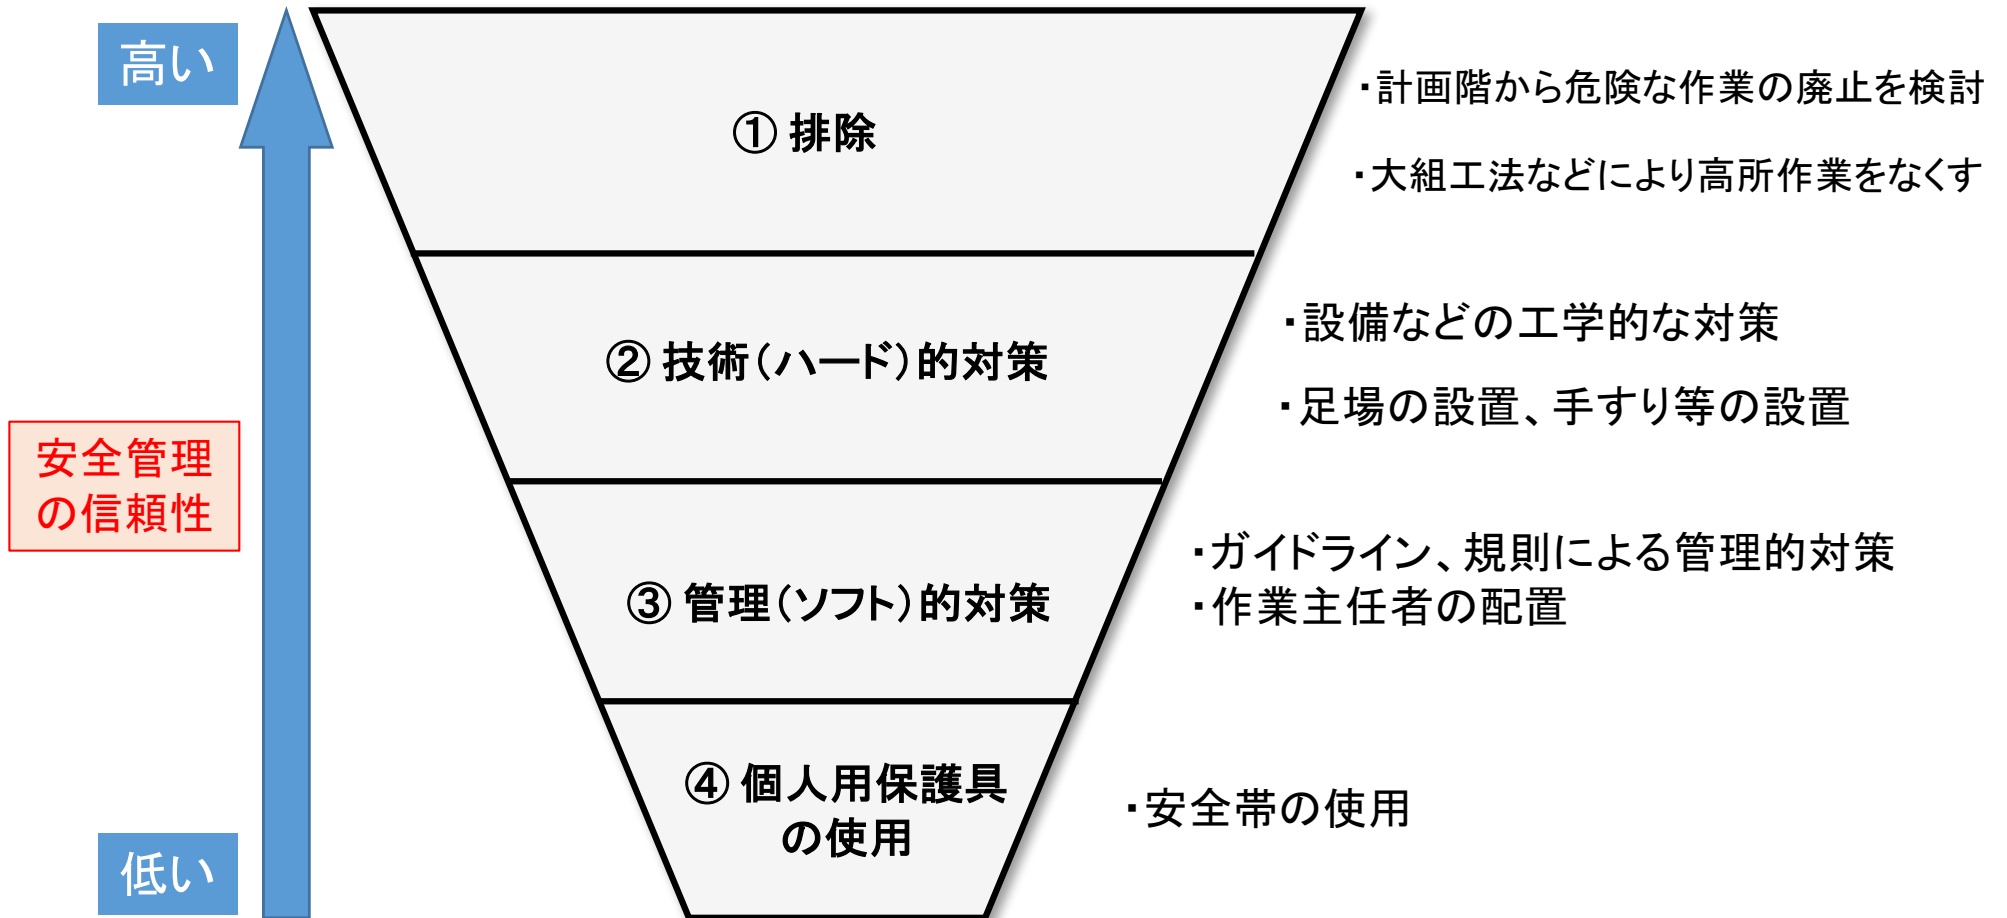 高い
① 排除
・計画階から危険な作業の廃止を検討
・大組工法などにより高所作業をなくす
② 技術（ハード）的対策
・設備などの工学的な対策
・足場の設置、手すり等の設置
安全管理
の信頼性
③ 管理（ソフト）的対策
・ガイドライン、規則による管理的対策
・作業主任者の配置
④ 個人用保護具
の使用
・安全帯の使用
低い